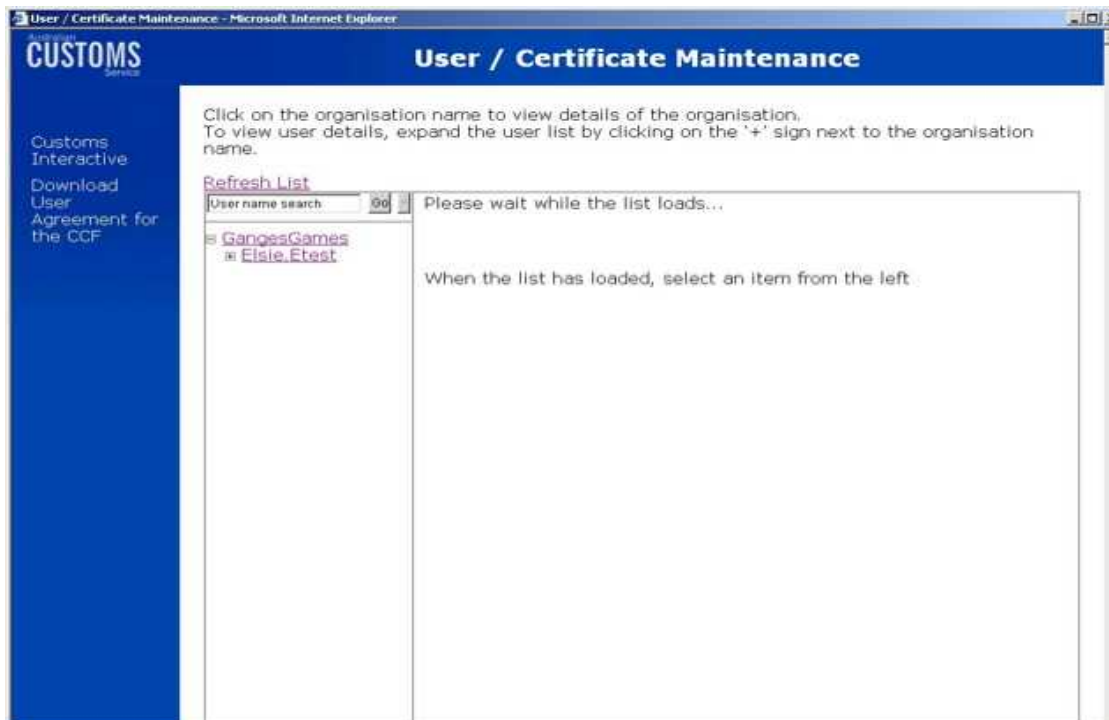 User / Certificate Maintenance - Microsoft Internet Explorer
Australian
CUSTOMS
Service
User / Certificate Maintenance
Customs
Interactive
Download
User
Agreement for
the CCF
Click on the organisation name to view details of the organisation.
To view user details, expand the user list by clicking on the '+' sign next to the organisation
name.
Refresh List
User name search Go
GangesGames
Elsie.Etest
Please wait while the list loads...
When the list has loaded, select an item from the left